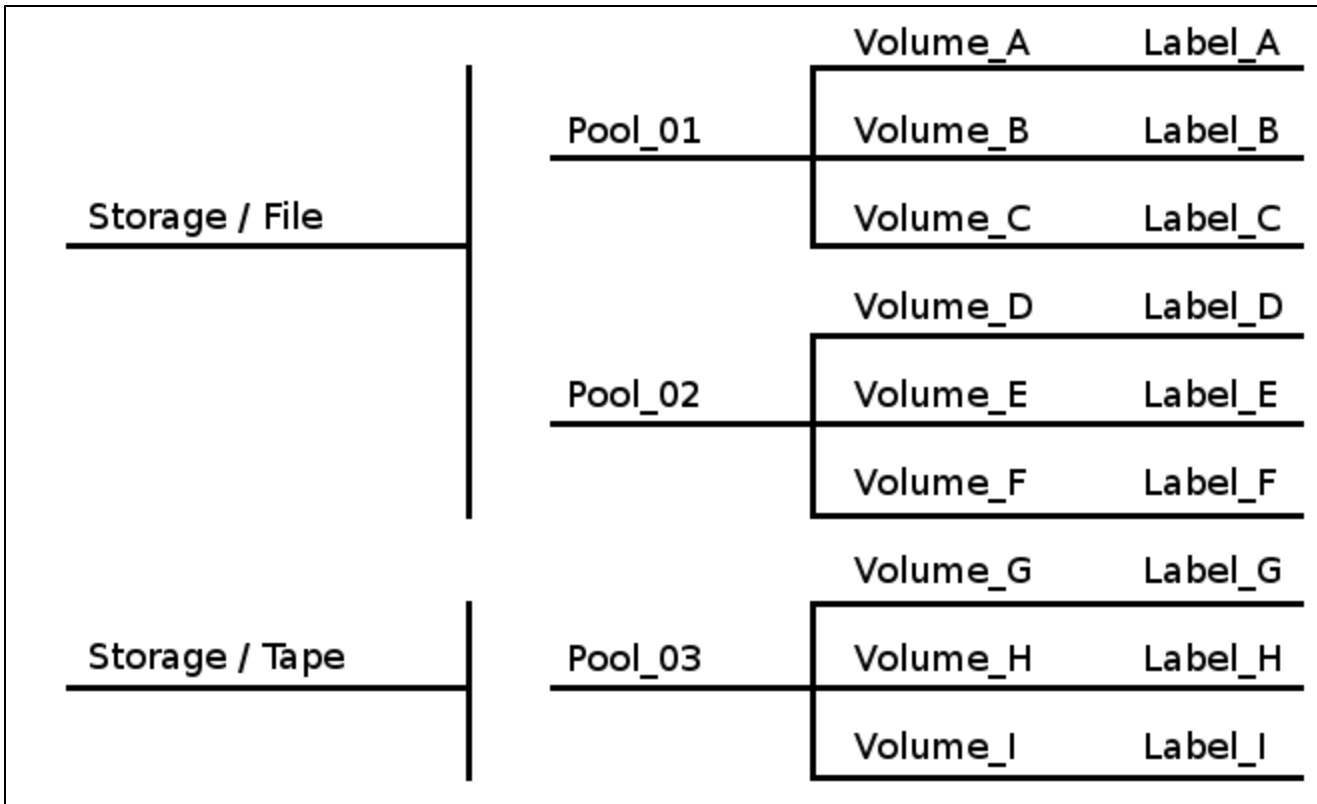 Volume_A Label_A
Pool_01 Volume_B Label_B
Storage / File Volume_C Label_C
Volume_D Label_D
Pool_02 Volume_E Label_E
Volume_F Label_F
Volume_G Label_G
Storage / Tape Pool_03 Volume_H Label_H
Volume_I Label_I